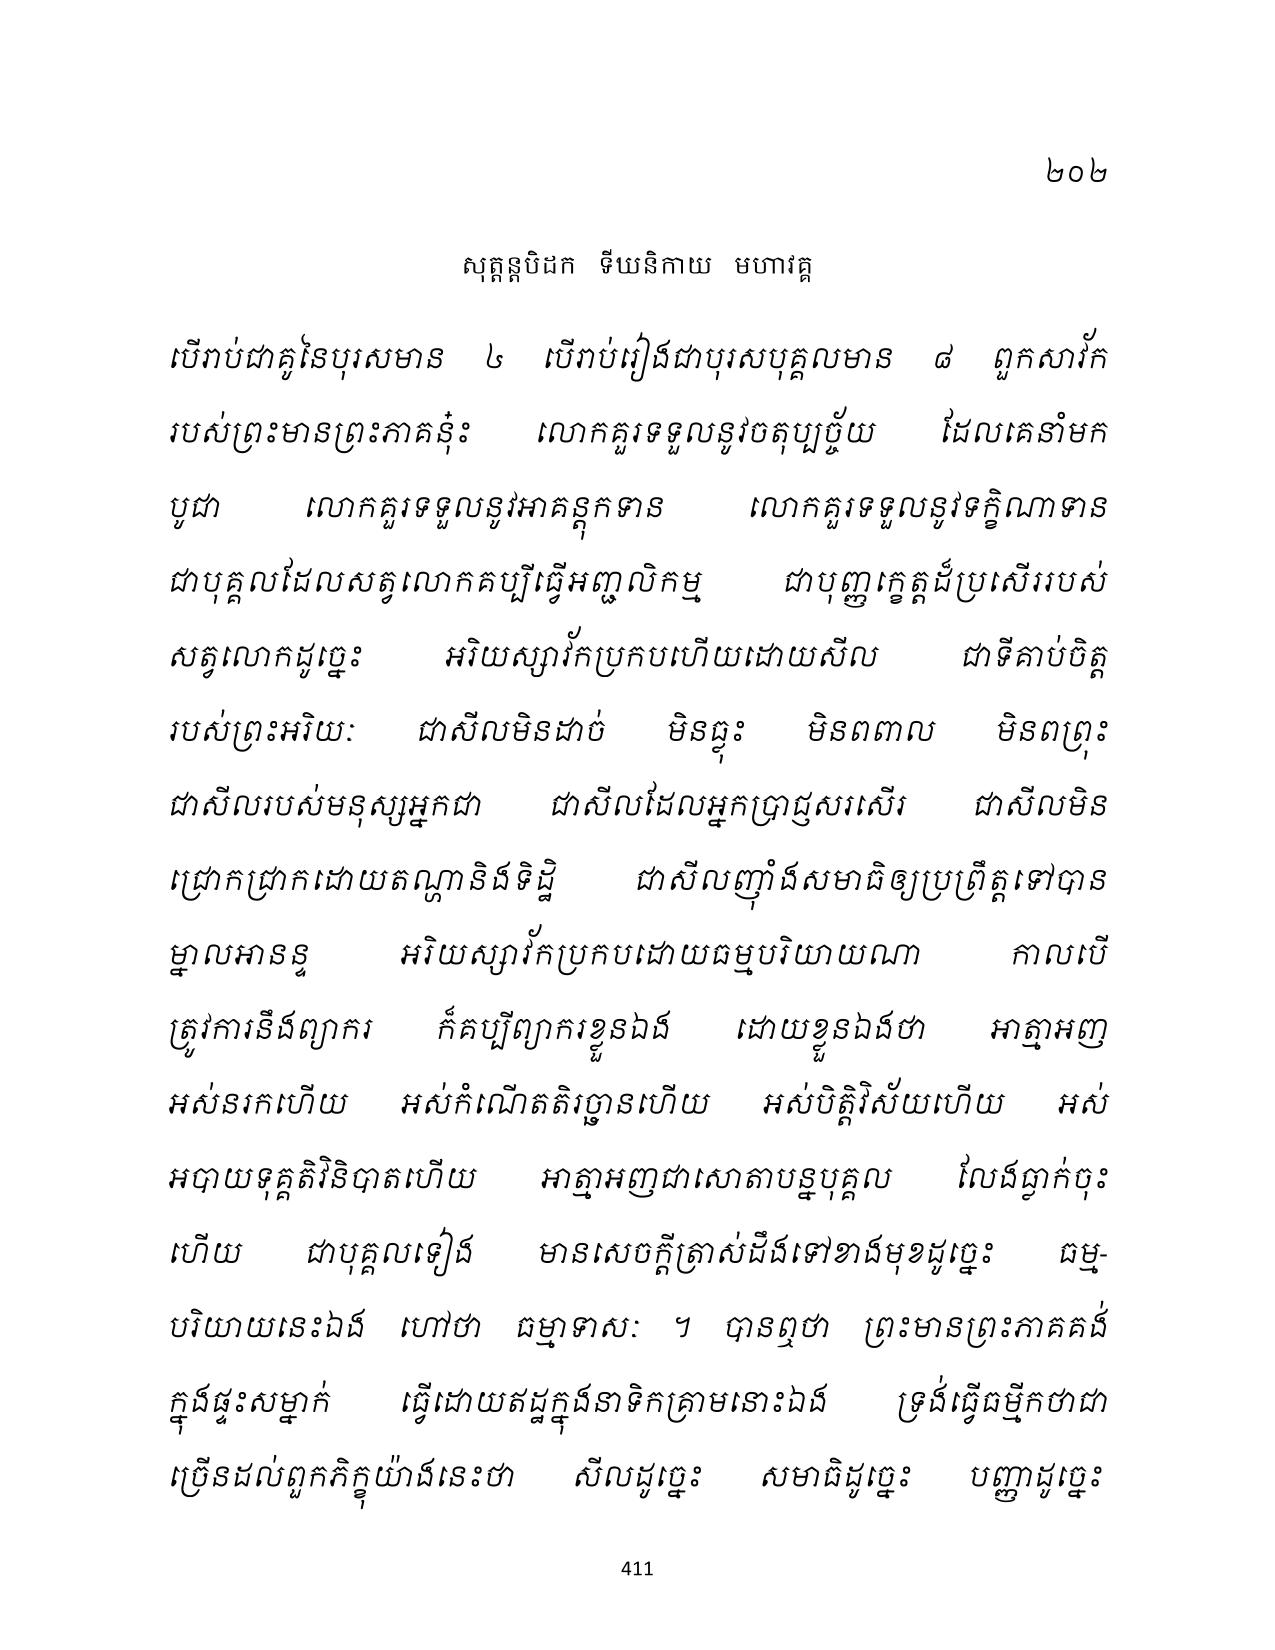 ២០២
សុត្តន្តបិដក ទីឃនិកាយ មហាវគ្គ
បើរាប់ជាគូនៃបុរសមាន ៤ បើរាប់រៀងជាបុរសបុគ្គលមាន ៨ ពួកសាវ័ក
របស់ព្រះមានព្រះភាគនុ៎ះ លោកគួរទទួលនូវចតុប្បច្ច័យ ដែលគេនាំមក
បូជា លោកគួរទទួលនូវអាគន្តុកទាន លោកគួរទទួលនូវទក្ខិណាទាន
ជាបុគ្គលដែលសត្វលោកគប្បីធ្វើអញ្ជលិកម្ម ជាបុញ្ញក្ខេត្តដ៏ប្រសើររបស់
សត្វលោកដូច្នេះ អរិយស្សាវ័កប្រកបហើយដោយសីល ជាទីគាប់ចិត្ត
របស់ព្រះអរិយៈ ជាសីលមិនដាច់ មិនធ្លុះ មិនពពាល មិនពព្រុះ
ជាសីលរបស់មនុស្សអ្នកជា ជាសីលដែលអ្នកប្រាជ្ញសរសើរ ជាសីលមិន
ជ្រោកជ្រាកដោយតណ្ហានិងទិដ្ឋិ ជាសីលញុំាងសមាធិឲ្យប្រព្រឹត្តទៅបាន
ម្នាលអានន្ទ អរិយស្សាវ័កប្រកបដោយធម្មបរិយាយណា កាលបើ
ត្រូវការនឹងព្យាករ ក៏គប្បីព្យាករខ្លួនឯង ដោយខ្លួនឯងថា អាត្មាអញ
អស់នរកហើយ អស់កំណើតតិរច្ឆានហើយ អស់បិត្តិវិស័យហើយ អស់
អបាយទុគ្គតិវិនិបាតហើយ អាត្មាអញជាសោតាបន្នបុគ្គល លែងធ្លាក់ចុះ
ហើយ ជាបុគ្គលទៀង មានសេចក្តីត្រាស់ដឹងទៅខាងមុខដូច្នេះ ធម្ម-
បរិយាយនេះឯង ហៅថា ធម្មាទាសៈ ។ បានឮថា ព្រះមានព្រះភាគគង់
ក្នុងផ្ទះសម្នាក់ ធ្វើដោយឥដ្ឋក្នុងនាទិកគ្រាមនោះឯង ទ្រង់ធ្វើធម្មីកថាជា
ច្រើនដល់ពួកភិក្ខុយ៉ាងនេះថា សីលដូច្នេះ សមាធិដូច្នេះ បញ្ញាដូច្នេះ
411